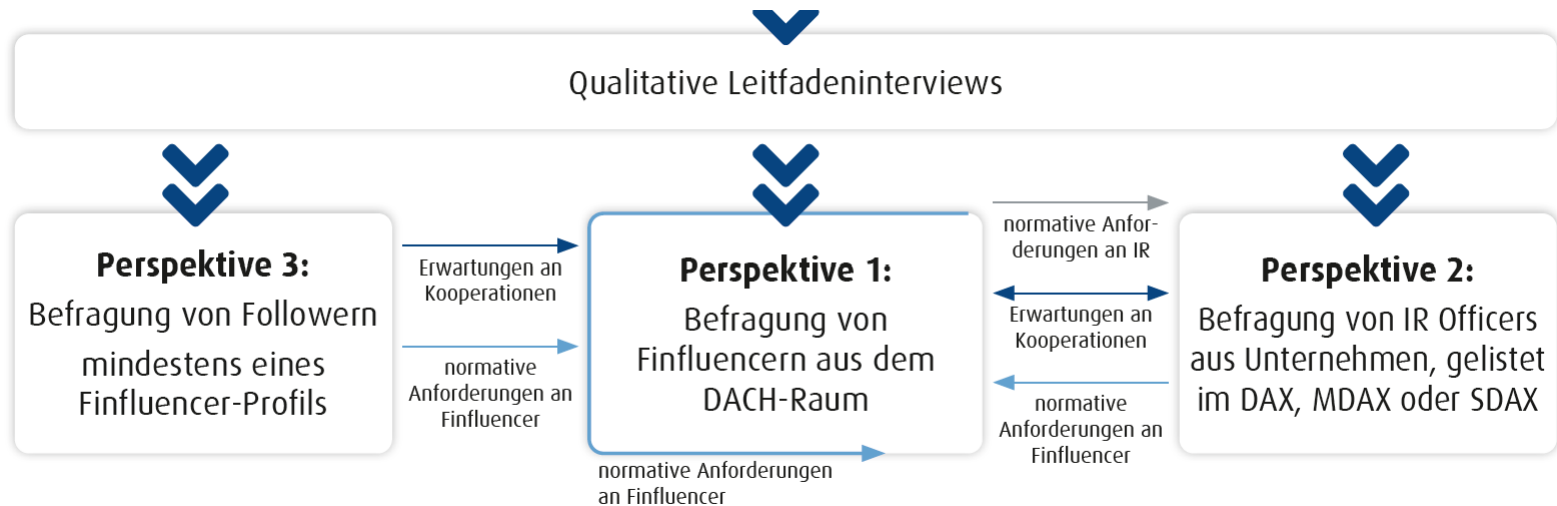 Qualitative Leitfadeninterviews
Perspektive 3:
Befragung von Followern
mindestens eines
Finfluencer-Profils
Erwartungen an
Kooperationen
normative
Anforderungen an
Finfluencer
Perspektive 1:
Befragung von
Finfluencern aus dem
DACH-Raum
normative Anforderungen
an Finfluencer
normative Anfor-
derungen an IR
Erwartungen an
Kooperationen
normative
Anforderungen an
Finfluencer
Perspektive 2:
Befragung von IR Officers
aus Unternehmen, gelistet
im DAX, MDAX oder SDAX